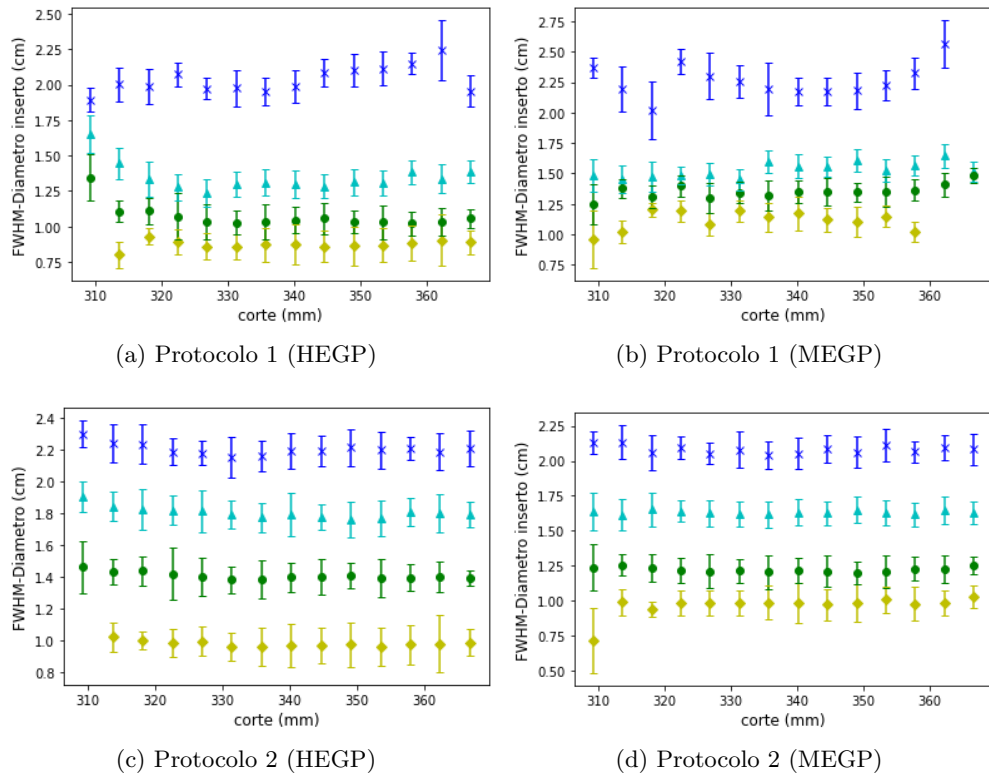 FWHM-Diametro inserto (cm)
2.50
2.25
2.00
1.75
1.50
1.25
1.00
0.75
310 320 330 340 350 360
corte (mm)
(a) Protocolo 1 (HEGP)
FWHM-Diametro inserto (cm)
2.75
2.50
2.25
2.00
1.75
1.50
1.25
1.00
0.75
310 320 330 340 350 360
corte (mm)
(b) Protocolo 1 (MEGP)
FWHM-Diametro (cm)
2.4
2.2
2.0
1.8
1.6
1.4
1.2
1.0
0.8
310 320 330 340 350 360
corte (mm)
(c) Protocolo 2 (HEGP)
FWHM-Diametro inserto (cm)
2.25
2.00
1.75
1.50
1.25
1.00
0.75
0.50
310 320 330 340 350 360
corte (mm)
(d) Protocolo 2 (MEGP)